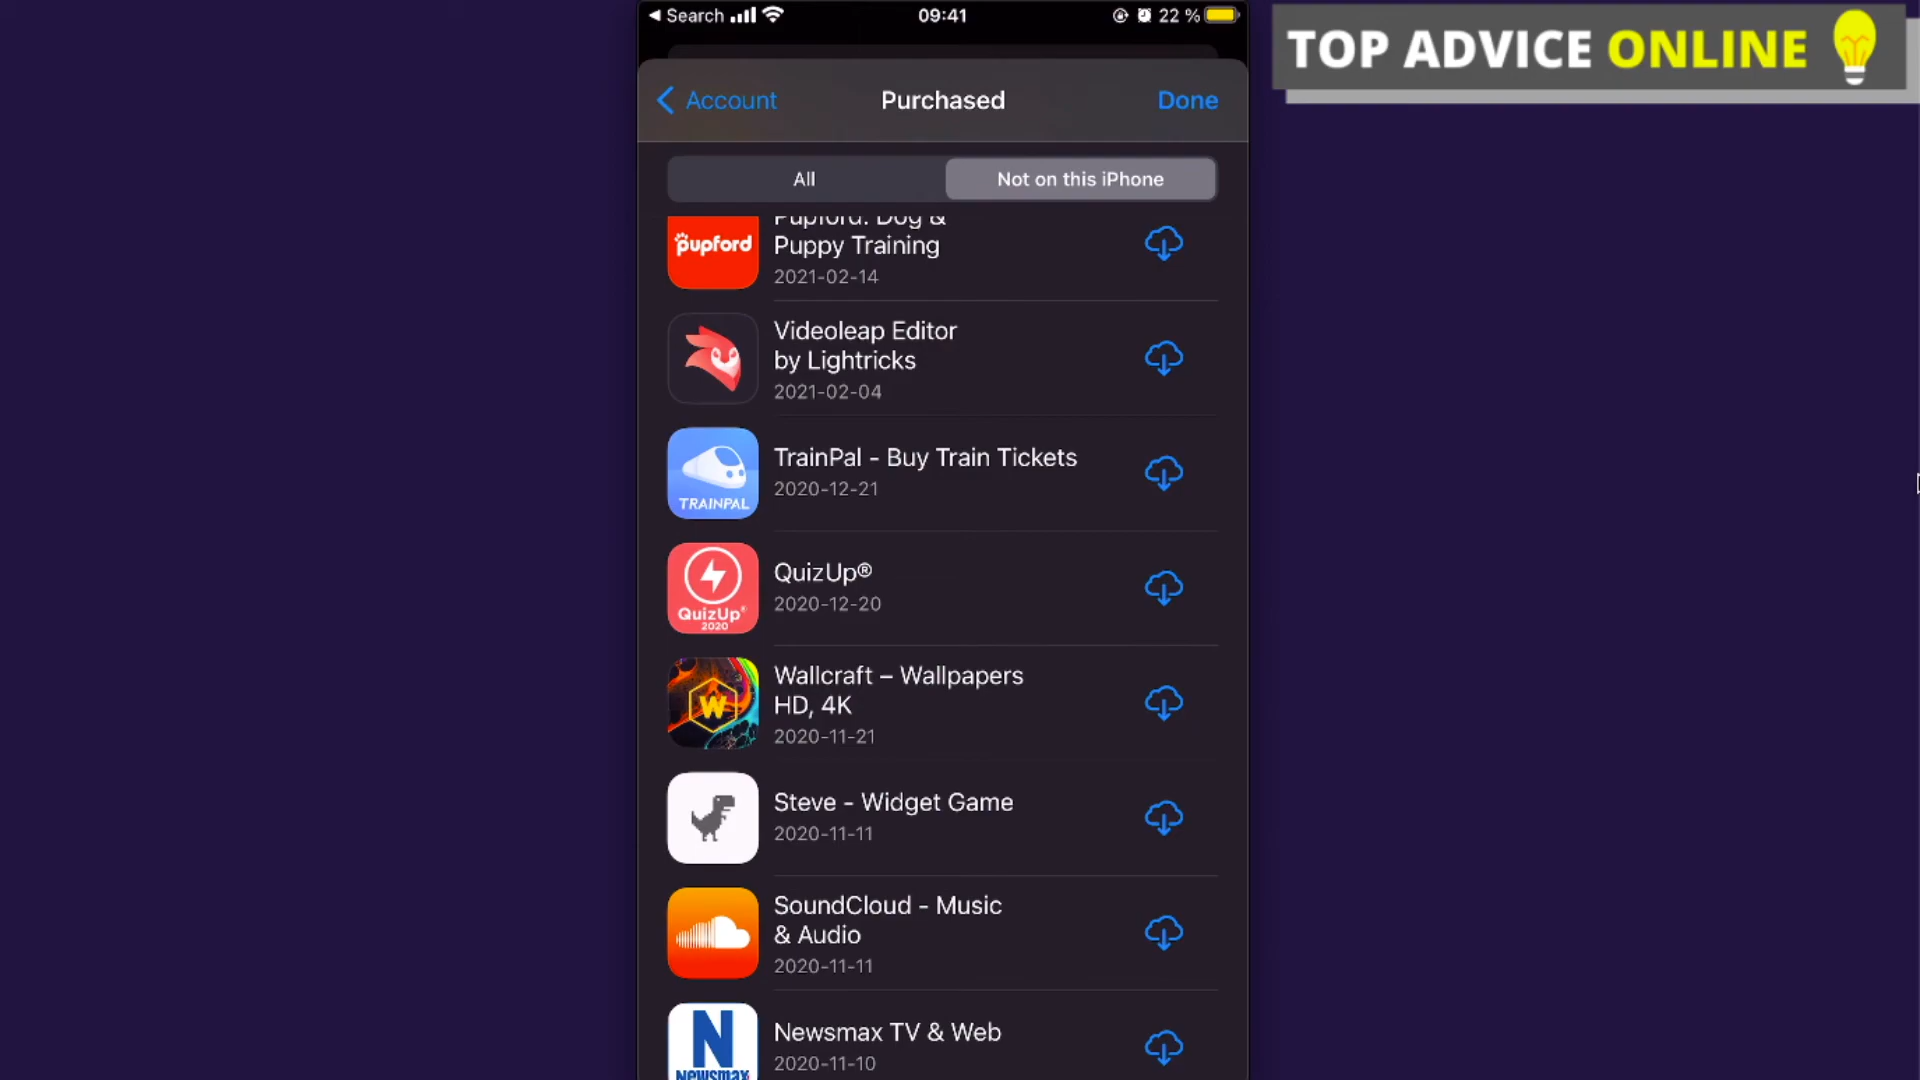 ◀ Search
09:41
22 %
TOP ADVICE ONLINE
Account
Purchased
Done
All
Not on this iPhone
pupford
Pupford: Dog &
Puppy Training
2021-02-14
Videoleap Editor
by Lightricks
2021-02-04
TRAINPAL
TrainPal - Buy Train Tickets
2020-12-21
QuizUp®
2020
QuizUp®
2020-12-20
W
Wallcraft – Wallpapers
HD, 4K
2020-11-21
Steve - Widget Game
2020-11-11
SoundCloud - Music
& Audio
2020-11-11
N
Newsmax
Newsmax TV & Web
2020-11-10